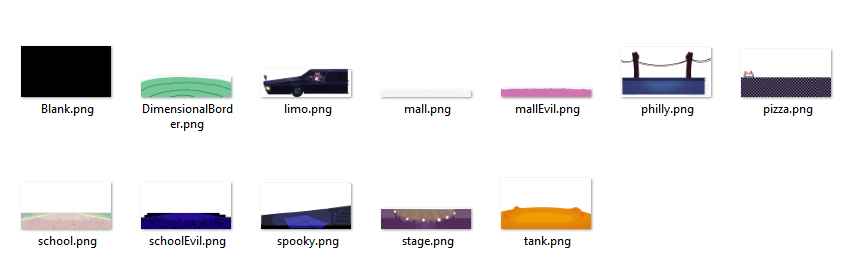 Blank.png
DimensionalBord
er.png
limo.png
mall.png
mallEvil.png
philly.png
pizza.png
school.png
schoolEvil.png
spooky.png
stage.png
tank.png